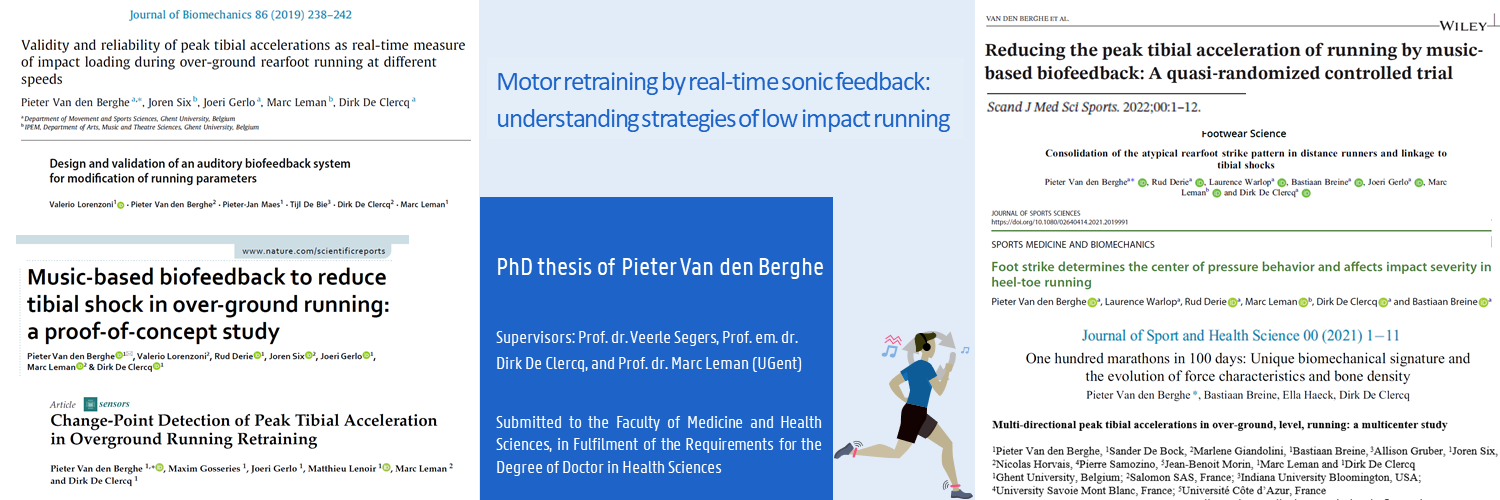 Journal of Biomechanics 86 (2019) 238–242
Validity and reliability of peak tibial accelerations as real-time measure
of impact loading during over-ground rearfoot running at different
speeds
Pieter Van den Berghe a,*, Joren Six b, Joeri Gerlo a, Marc Leman b, Dirk De Clercq a
a Department of Movement and Sports Sciences, Ghent University, Belgium
b IPEM, Department of Arts, Music and Theatre Sciences, Ghent University, Belgium
Design and validation of an auditory biofeedback system
for modification of running parameters
Valerio Lorenzoni1 · Pieter Van den Berghe2 · Pieter-Jan Maes1 · Tijl De Bie3 · Dirk De Clercq2 · Marc Leman1
www.nature.com/scientificreports
Music-based biofeedback to reduce
tibial shock in over-ground running:
a proof-of-concept study
Pieter Van den Berghe1✉, Valerio Lorenzoni2, Rud Derie1, Joren Six2, Joeri Gerlo1,
Marc Leman2 & Dirk De Clercq1
Article sensors
Change-Point Detection of Peak Tibial Acceleration
in Overground Running Retraining
Pieter Van den Berghe 1,*, Maxim Gosseries 1, Joeri Gerlo 1, Matthieu Lenoir 1, Marc Leman 2
and Dirk De Clercq 1
Motor retraining by real-time sonic feedback:
understanding strategies of low impact running
PhD thesis of Pieter Van den Berghe
Supervisors: Prof. dr. Veerle Segers, Prof. em. dr.
Dirk De Clercq, and Prof. dr. Marc Leman (UGent)
Submitted to the Faculty of Medicine and Health
Sciences, in Fulfilment of the Requirements for the
Degree of Doctor in Health Sciences
VAN DEN BERGHE ET AL.
WILEY
Reducing the peak tibial acceleration of running by music-
based biofeedback: A quasi-randomized controlled trial
Scand J Med Sci Sports. 2022;00:1–12.
Footwear Science
Consolidation of the atypical rearfoot strike pattern in distance runners and linkage to
tibial shocks
Pieter Van den Berghea*, Rud Deriea, Laurence Warlopa, Bastiaan Breinea, Joeri Gerloa, Marc
Lemanb and Dirk De Clercqa
JOURNAL OF SPORTS SCIENCES
https://doi.org/10.1080/02640414.2021.2019991
SPORTS MEDICINE AND BIOMECHANICS
Foot strike determines the center of pressure behavior and affects impact severity in
heel-toe running
Pieter Van den Berghea, Laurence Warlopa, Rud Deriea, Marc Lemanb, Dirk De Clercqa and Bastiaan Breinea
Journal of Sport and Health Science 00 (2021) 1–11
One hundred marathons in 100 days: Unique biomechanical signature and
the evolution of force characteristics and bone density
Pieter Van den Berghe *, Bastiaan Breine, Ella Haeck, Dirk De Clercq
Multi-directional peak tibial accelerations in over-ground, level, running: a multicenter study
1Pieter Van den Berghe, 1Sander De Bock, 2Marlene Giandolini, 1Bastiaan Breine, 3Allison Gruber, 1Joren Six,
2Nicolas Horvais, 4Pierre Samozino, 5Jean-Benoit Morin, 1Marc Leman and 1Dirk De Clercq
1Ghent University, Belgium; 2Salomon SAS, France; 3Indiana University Bloomington, USA;
4University Savoie Mont Blanc, France; 5Université Côte d'Azur, France